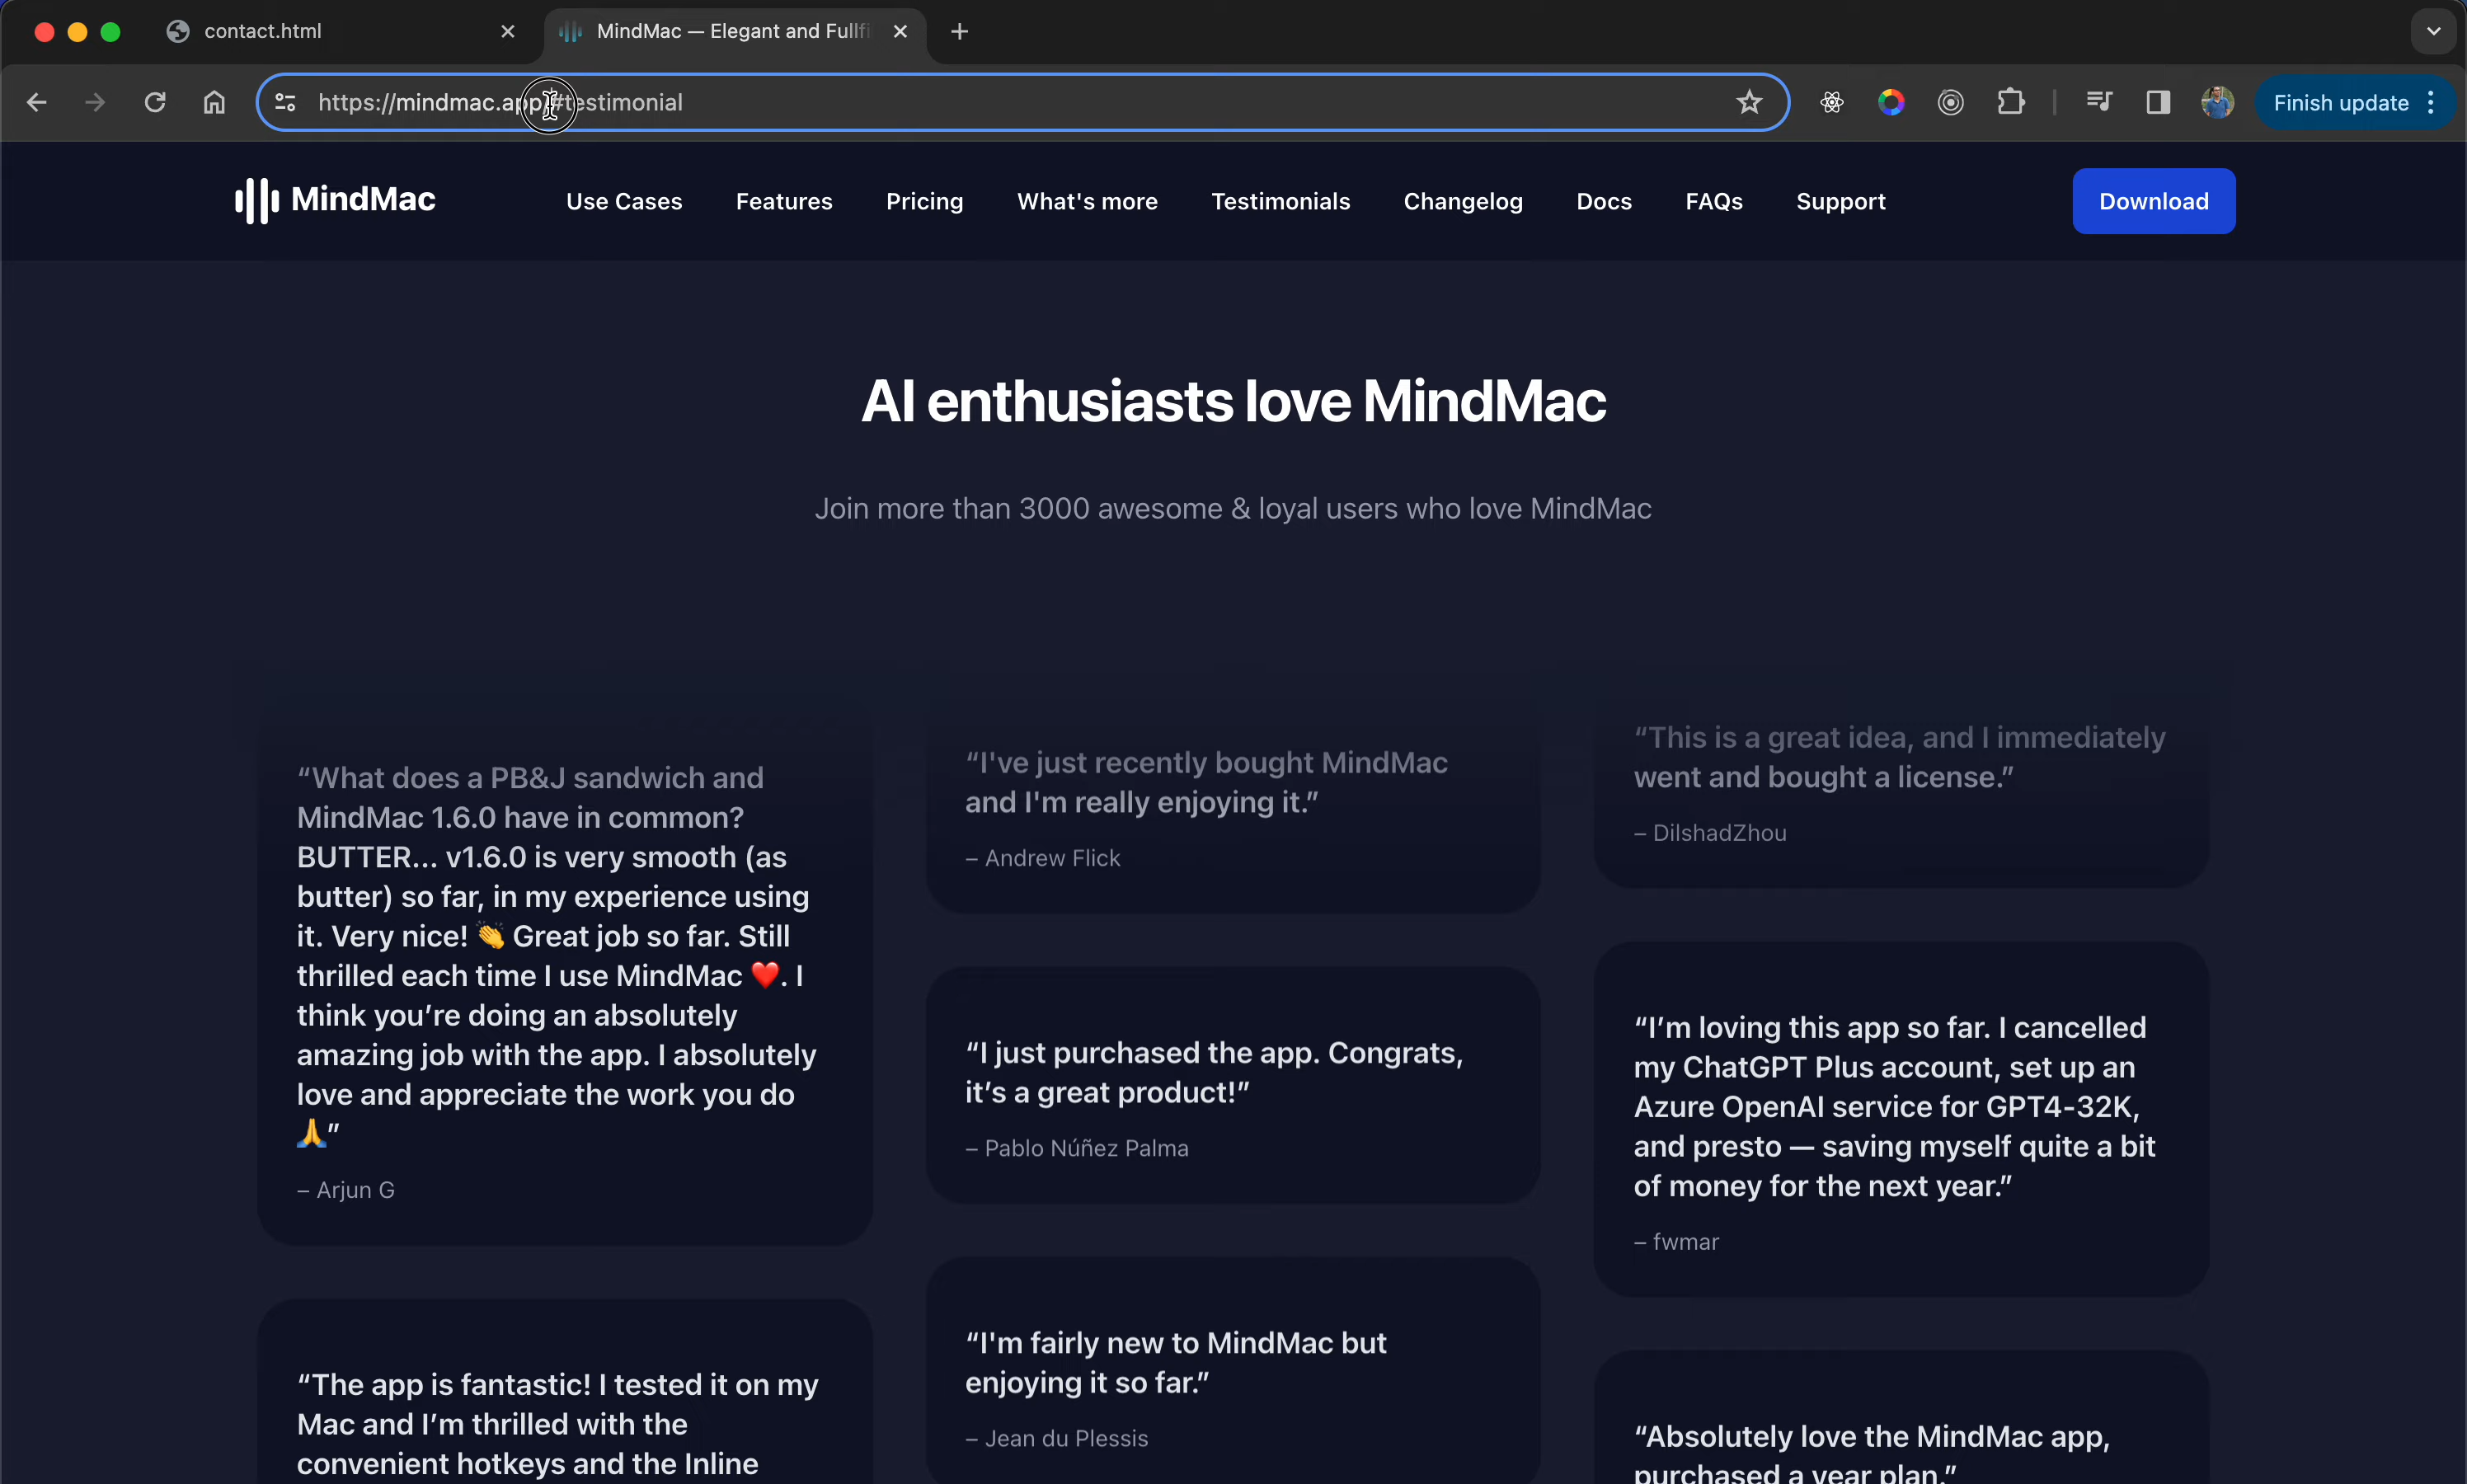 contact.html
MindMac — Elegant and Fullfi
https://mindmac.app/#testimonial
Finish update
MindMac
Use Cases
Features
Pricing
What's more
Testimonials
Changelog
Docs
FAQs
Support
Download
AI enthusiasts love MindMac
Join more than 3000 awesome & loyal users who love MindMac
“What does a PB&J sandwich and
MindMac 1.6.0 have in common?
BUTTER... v1.6.0 is very smooth (as
butter) so far, in my experience using
it. Very nice! 👏 Great job so far. Still
thrilled each time I use MindMac ❤️. I
think you’re doing an absolutely
amazing job with the app. I absolutely
love and appreciate the work you do
🙏”
– Arjun G
“The app is fantastic! I tested it on my
Mac and I’m thrilled with the
convenient hotkeys and the Inline
“I've just recently bought MindMac
and I'm really enjoying it.”
– Andrew Flick
“I just purchased the app. Congrats,
it’s a great product!”
– Pablo Núñez Palma
“I'm fairly new to MindMac but
enjoying it so far.”
– Jean du Plessis
“This is a great idea, and I immediately
went and bought a license.”
– DilshadZhou
“I’m loving this app so far. I cancelled
my ChatGPT Plus account, set up an
Azure OpenAI service for GPT4-32K,
and presto — saving myself quite a bit
of money for the next year.”
– fwmar
“Absolutely love the MindMac app,
purchased a year plan.”